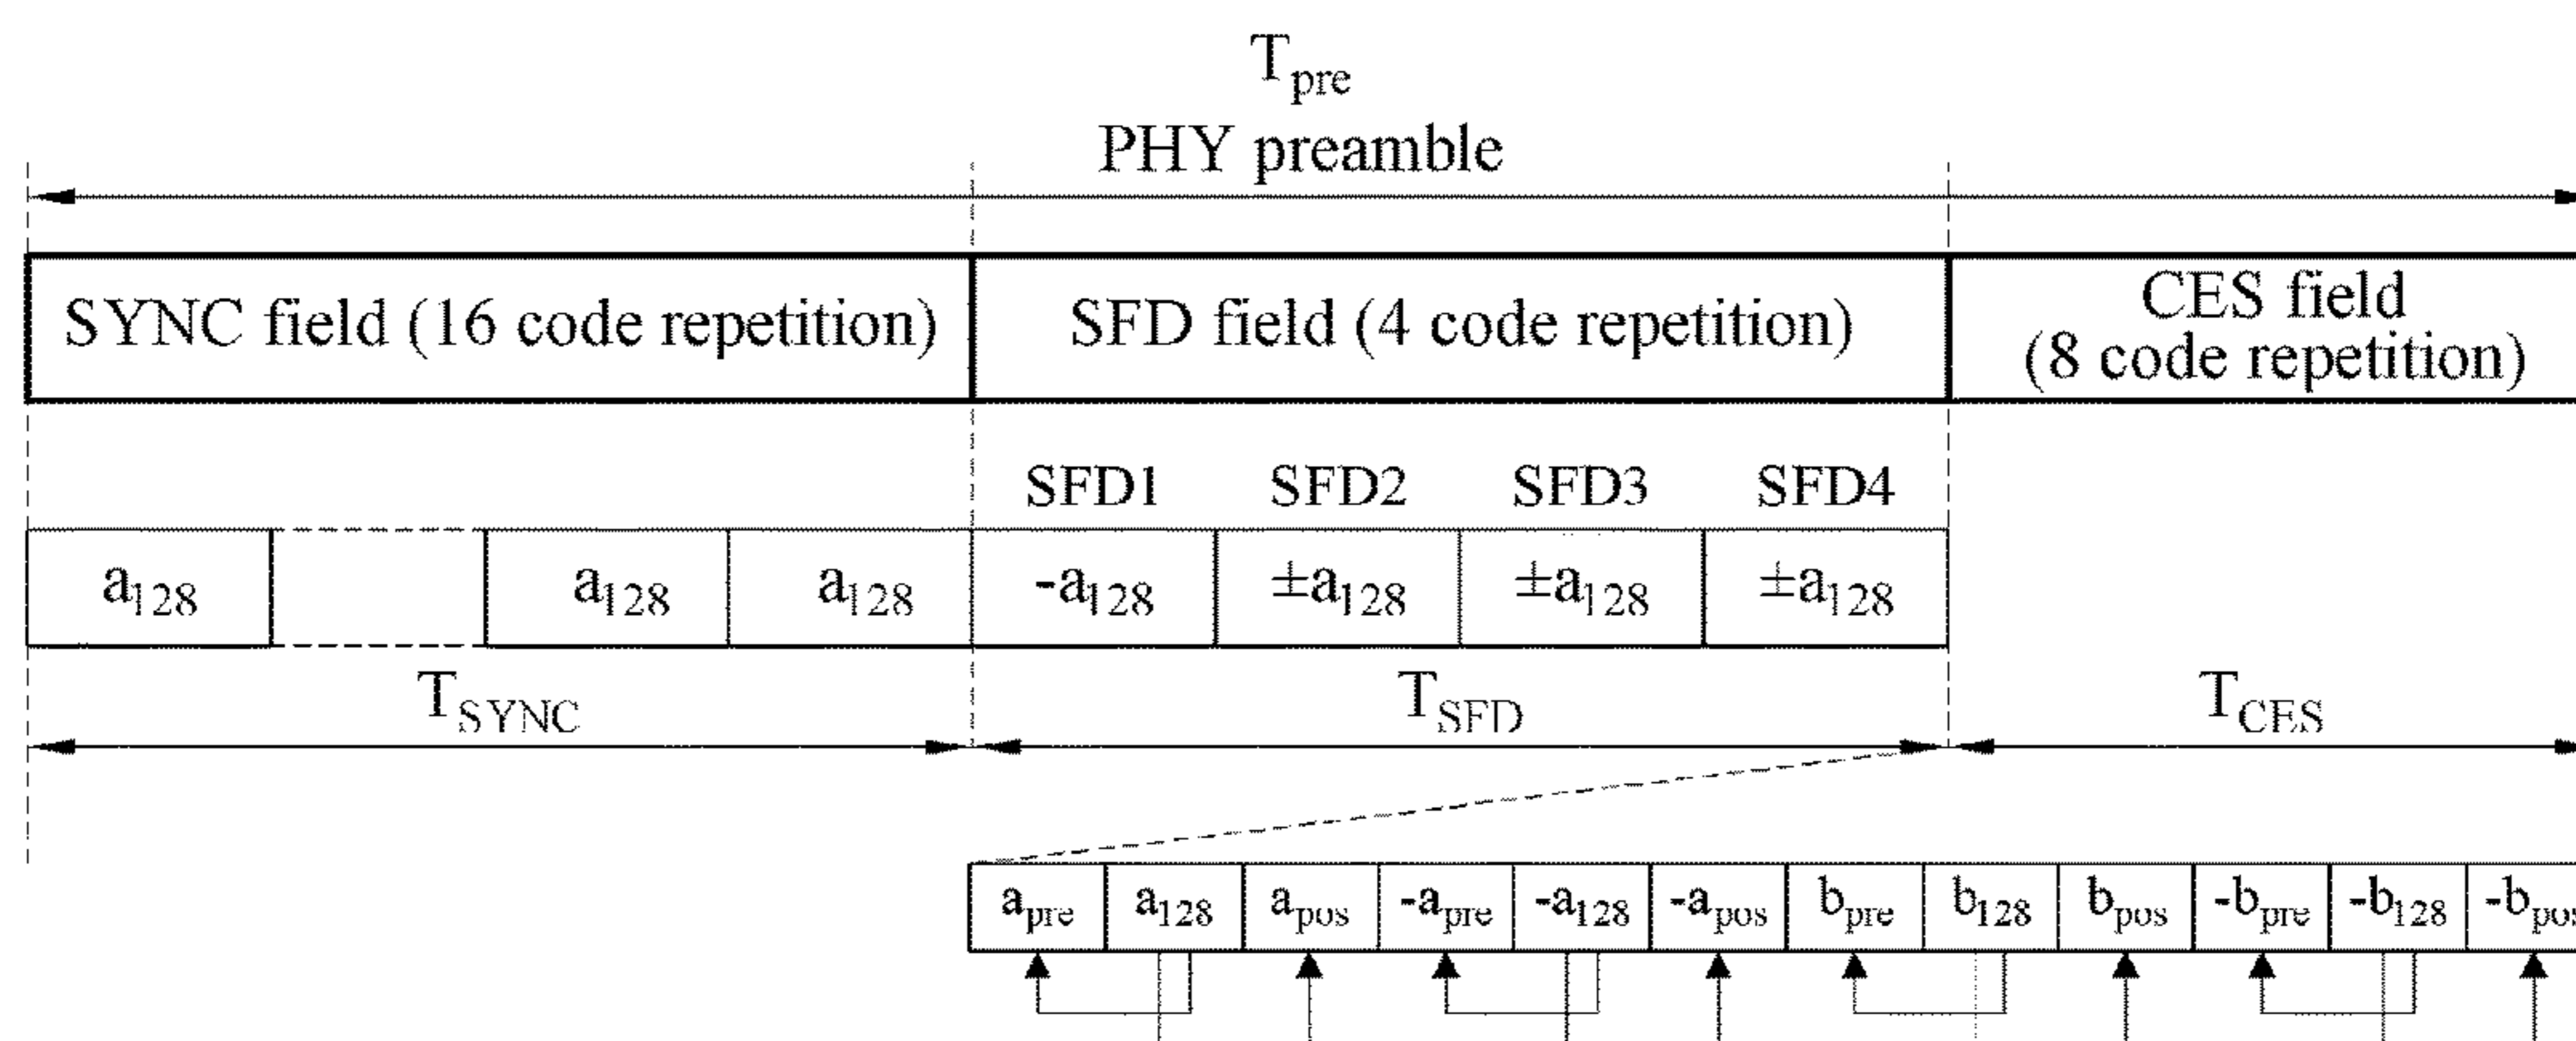 T_pre
PHY preamble
SYNC field (16 code repetition) SFD field (4 code repetition) CES field
(8 code repetition)
SFD1 SFD2 SFD3 SFD4
a_128 a_128 a_128 -a_128 ±a_128 ±a_128 ±a_128
T_SYNC T_SFD T_CES
a_pre a_128 a_pos -a_pre -a_128 -a_pos b_pre b_128 b_pos -b_pre -b_128 -b_pos